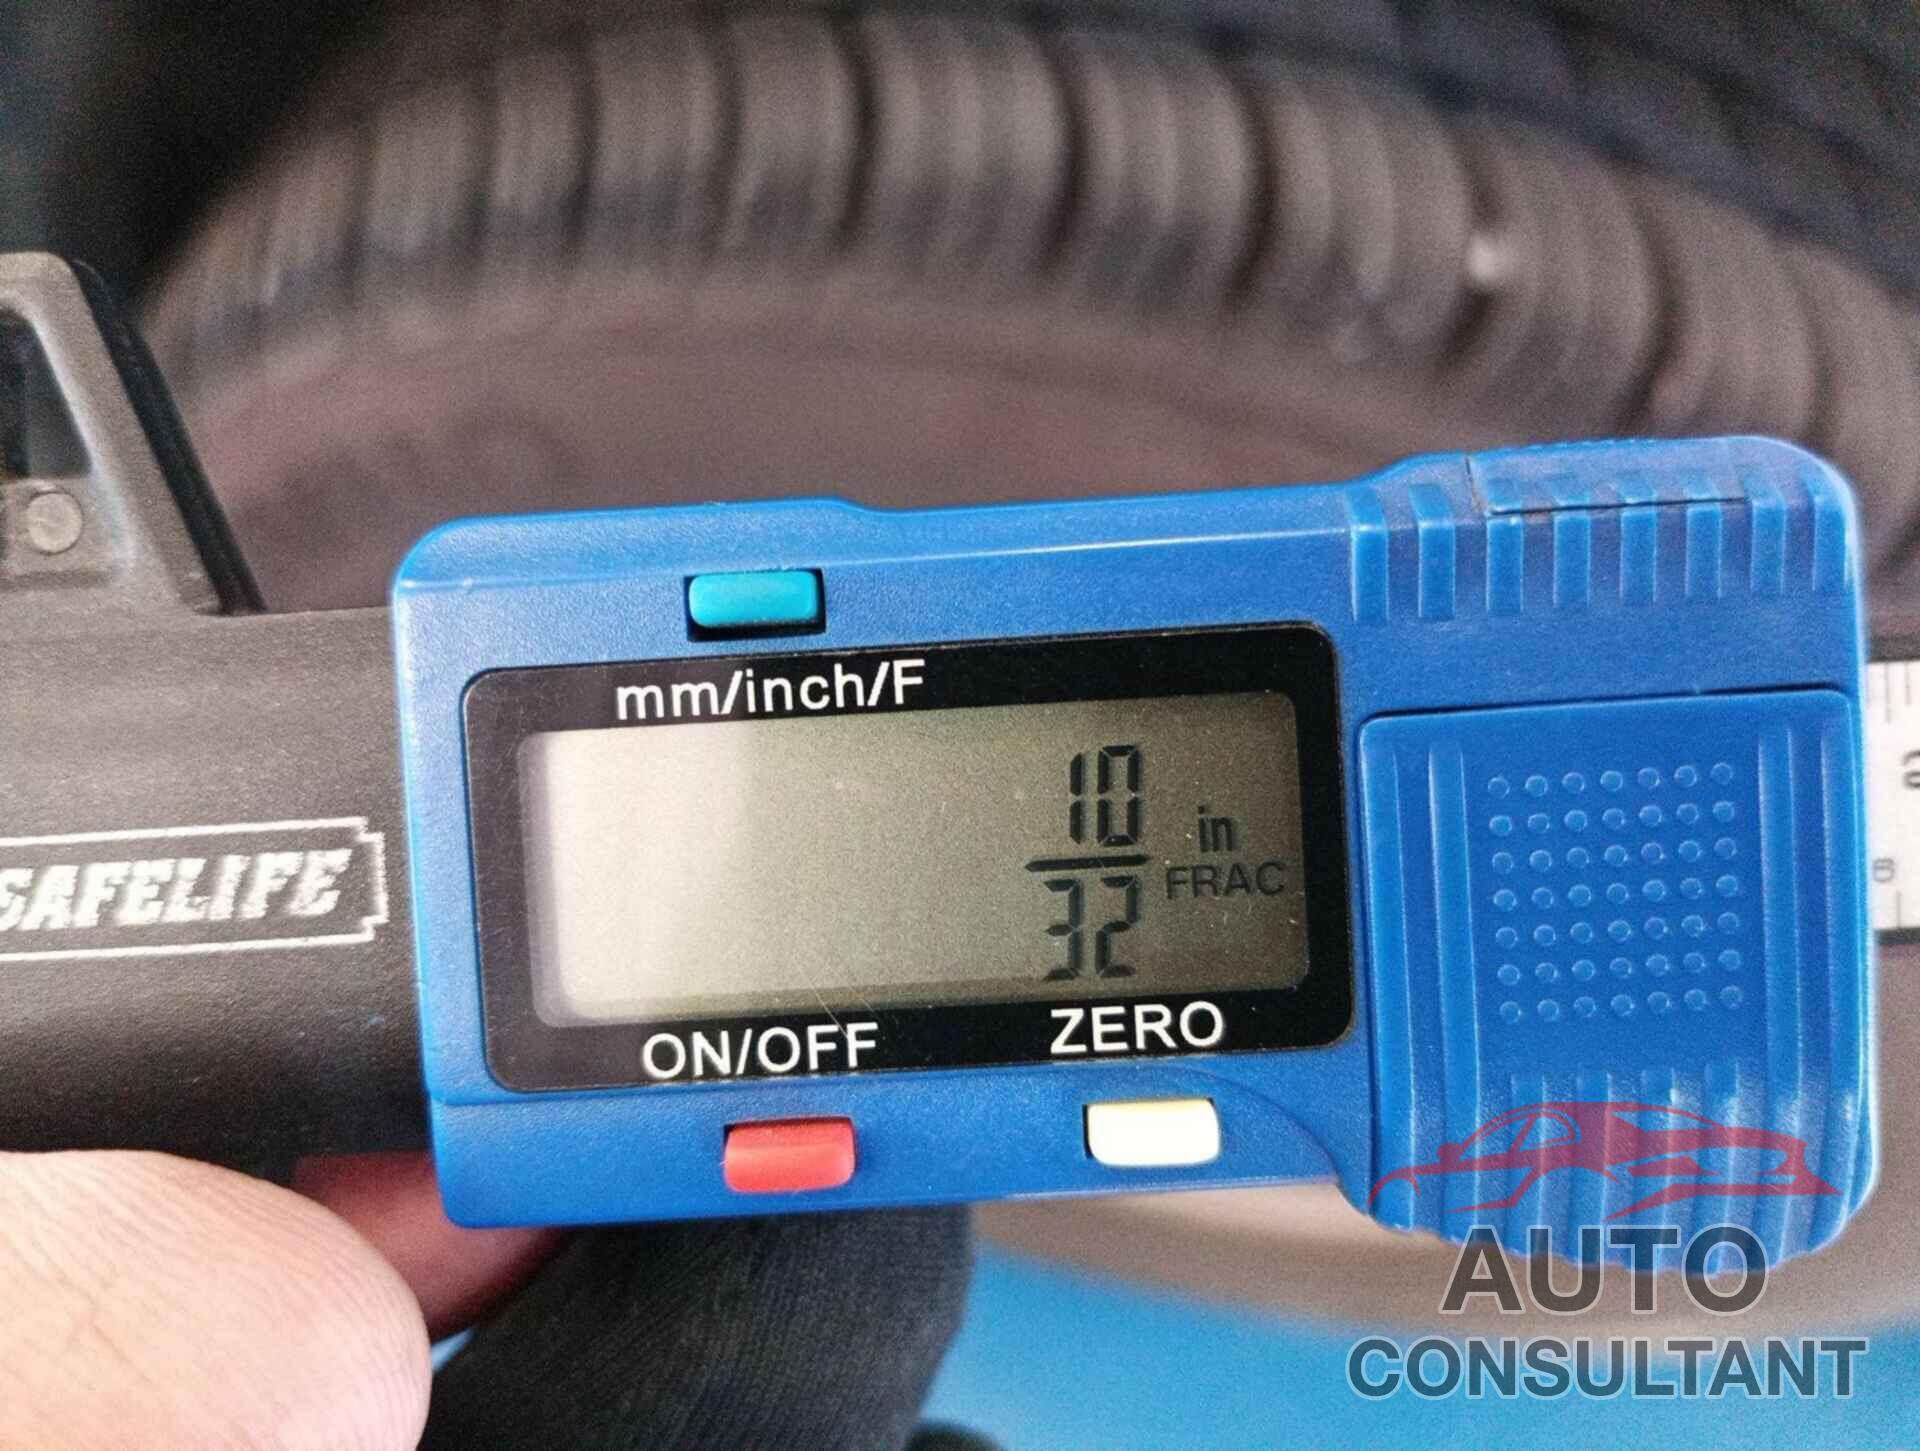 mm/inch/F
10
in
32
FRAC
ON/OFF
ZERO
SAFELIFE
AUTO
CONSULTANT